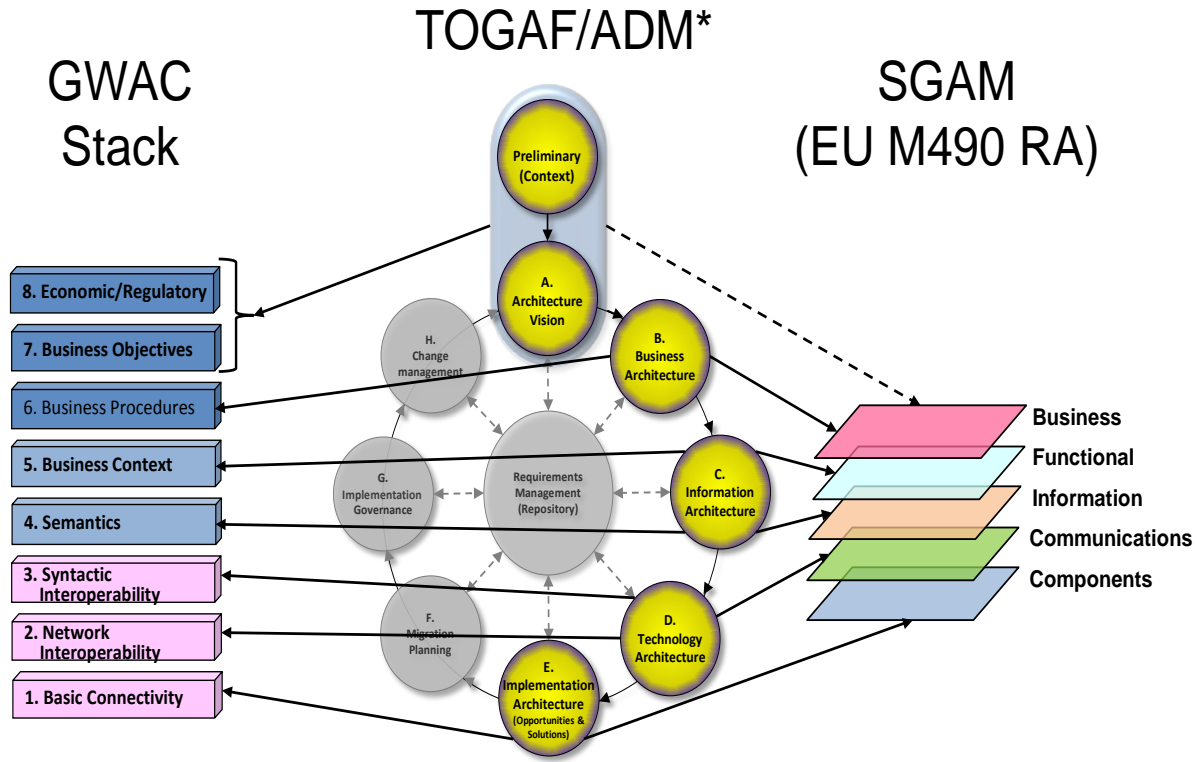 TOGAF/ADM*
GWAC
Stack
SGAM
(EU M490 RA)
Preliminary
(Context)
A.
Architecture
Vision
B.
Business
Architecture
C.
Information
Architecture
D.
Technology
Architecture
E.
Implementation
Architecture
(Opportunities &
Solutions)
F.
Migration
Planning
G.
Implementation
Governance
H.
Change
management
Requirements
Management
(Repository)
8. Economic/Regulatory
7. Business Objectives
6. Business Procedures
5. Business Context
4. Semantics
3. Syntactic
Interoperability
2. Network
Interoperability
1. Basic Connectivity
Business
Functional
Information
Communications
Components